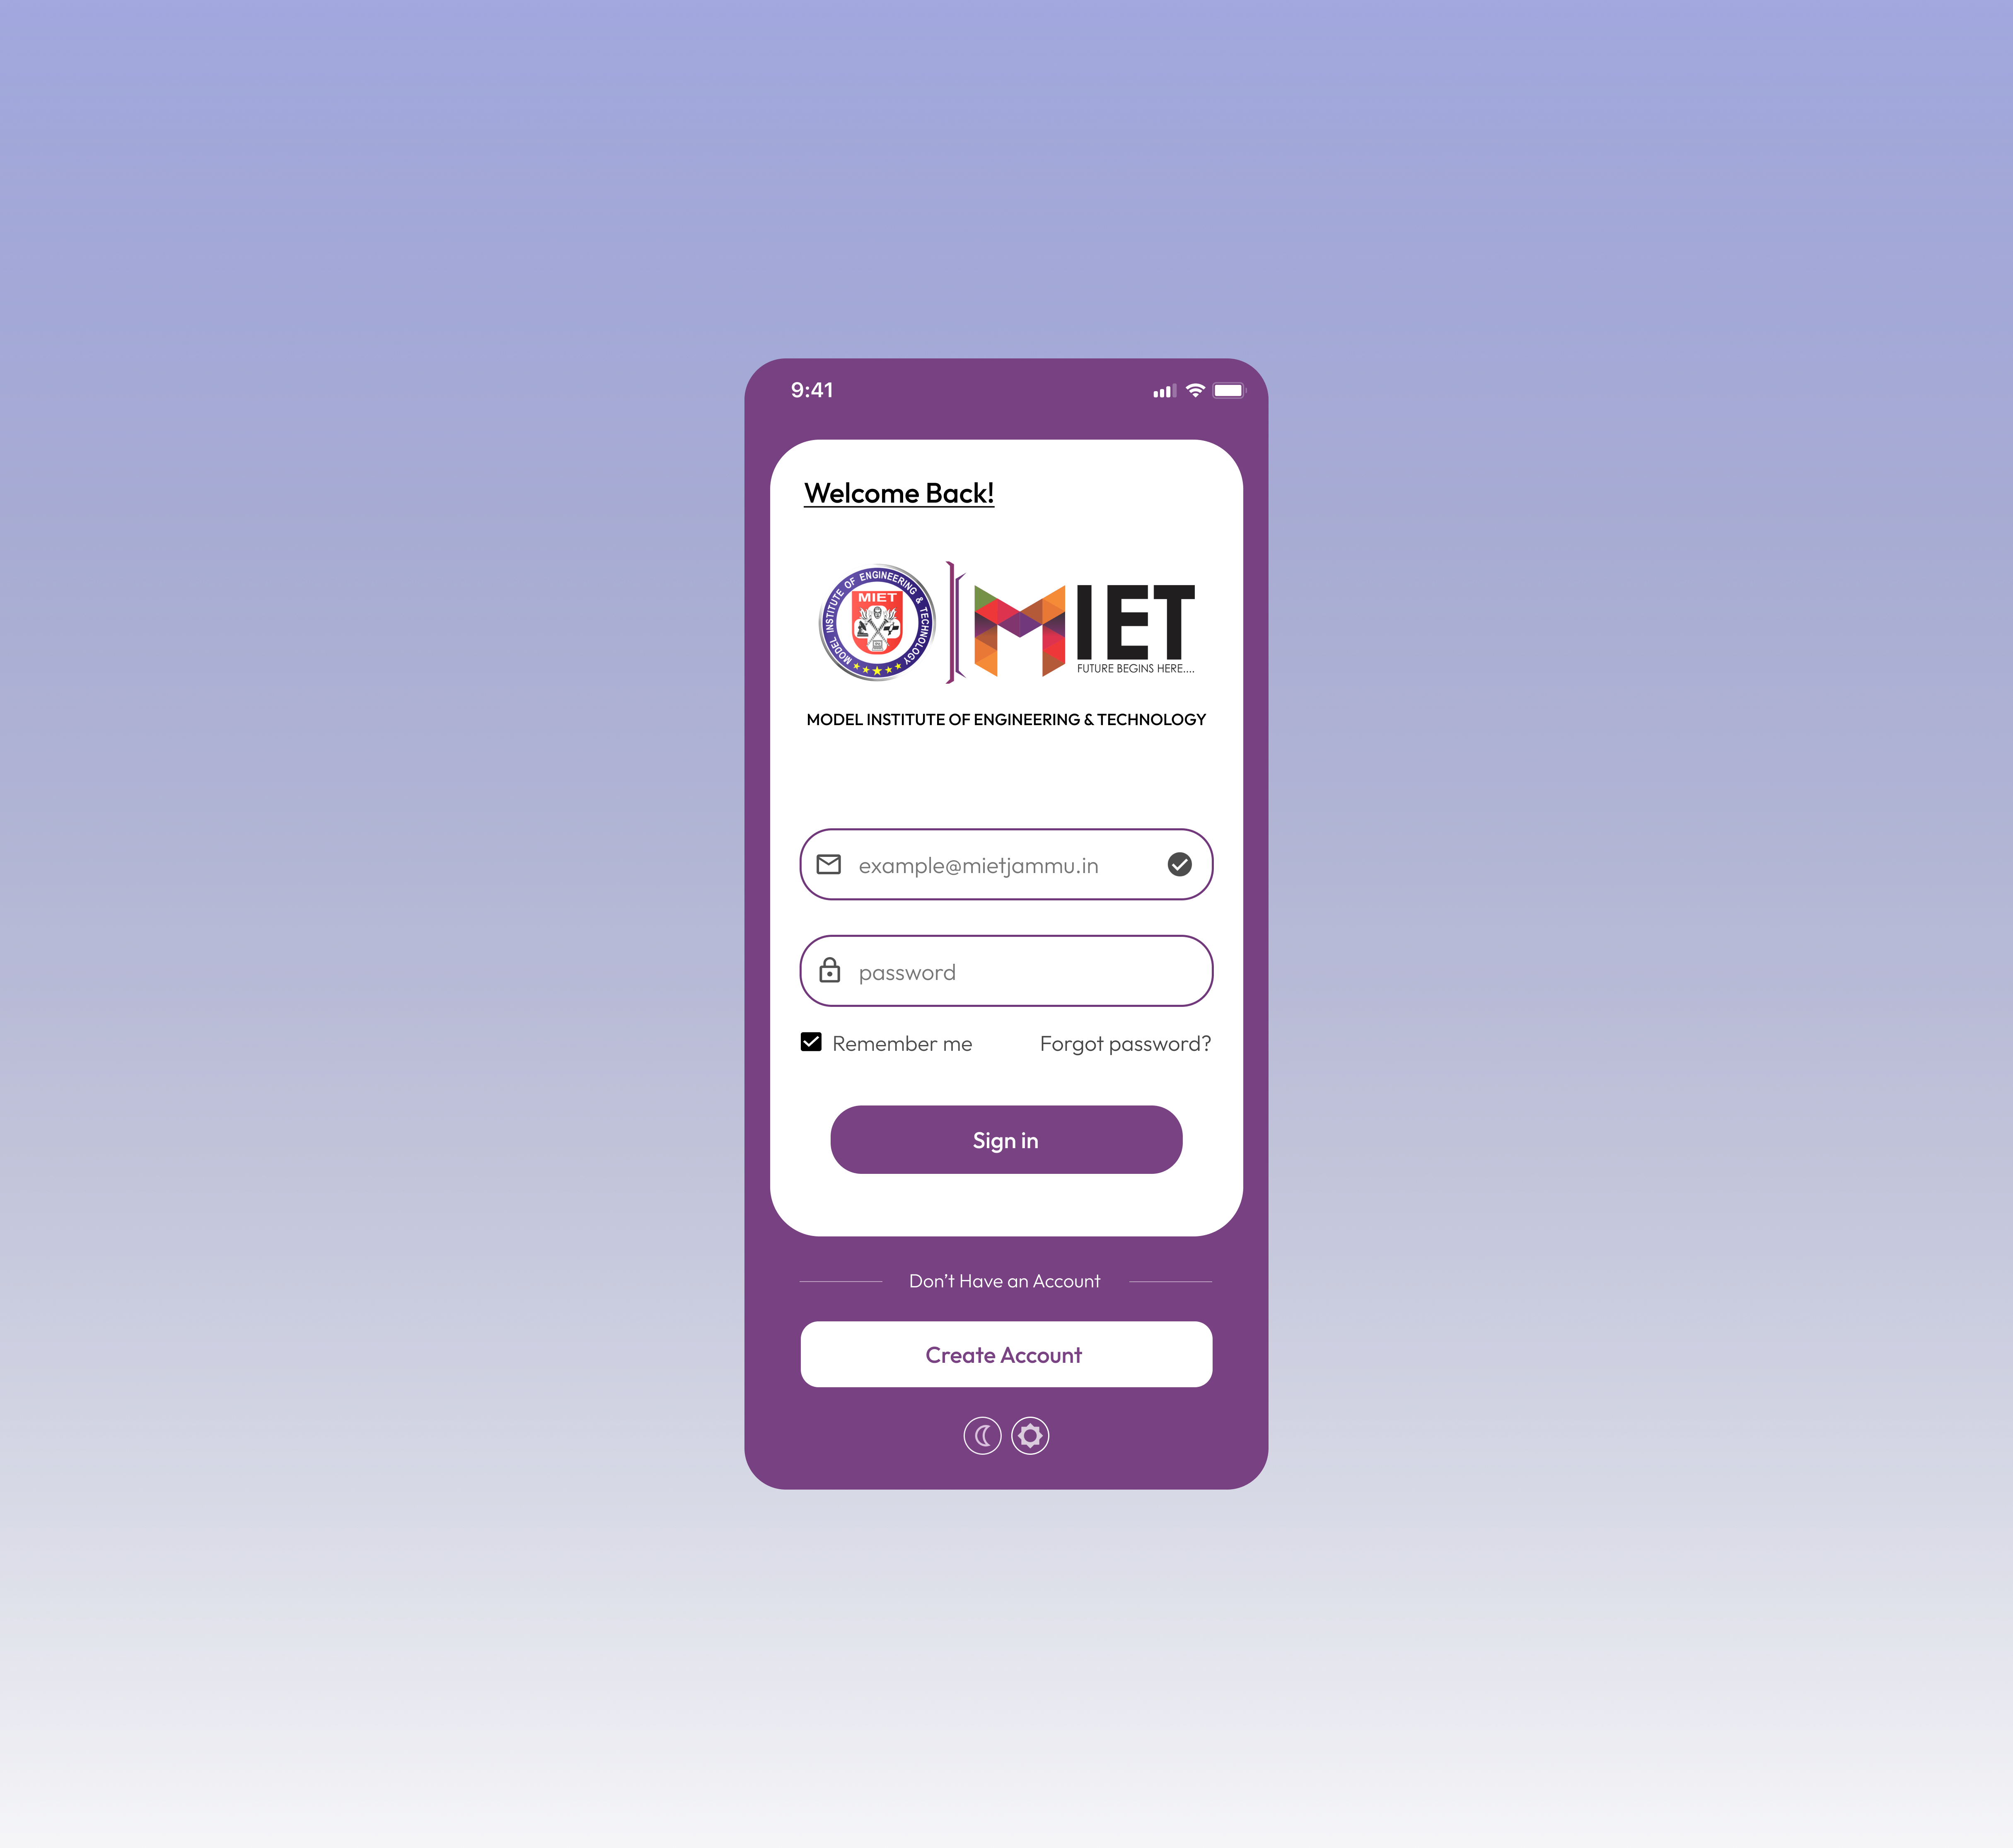 9:41
Welcome Back!
MODEL INSTITUTE OF ENGINEERING & TECHNOLOGY
MIET
MIET
FUTURE BEGINS HERE....
MODEL INSTITUTE OF ENGINEERING & TECHNOLOGY
example@mietjammu.in
password
Remember me
Forgot password?
Sign in
Don't Have an Account
Create Account